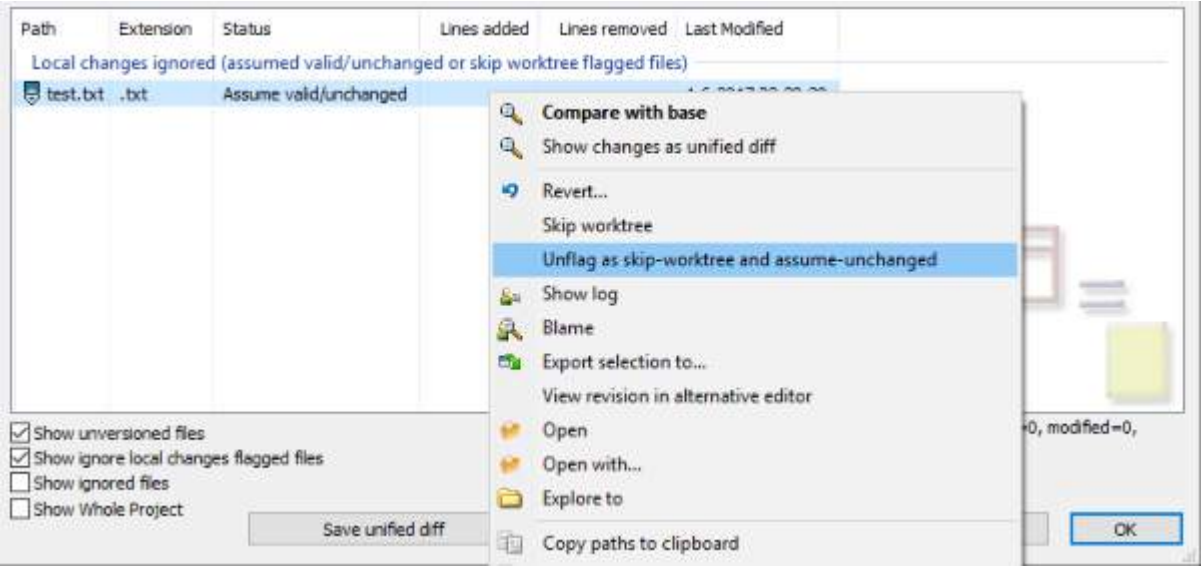 Path Extension Status Lines added Lines removed Last Modified
Local changes ignored (assumed valid/unchanged or skip worktree flagged files)
test.txt .txt Assume valid/unchanged
Compare with base
Show changes as unified diff
Revert...
Skip worktree
Unflag as skip-worktree and assume-unchanged
Show log
Blame
Export selection to...
View revision in alternative editor
Open
Open with...
Explore to
Copy paths to clipboard
=0, modified=0,
Show unversioned files
Show ignore local changes flagged files
Show ignored files
Show Whole Project
Save unified diff
OK